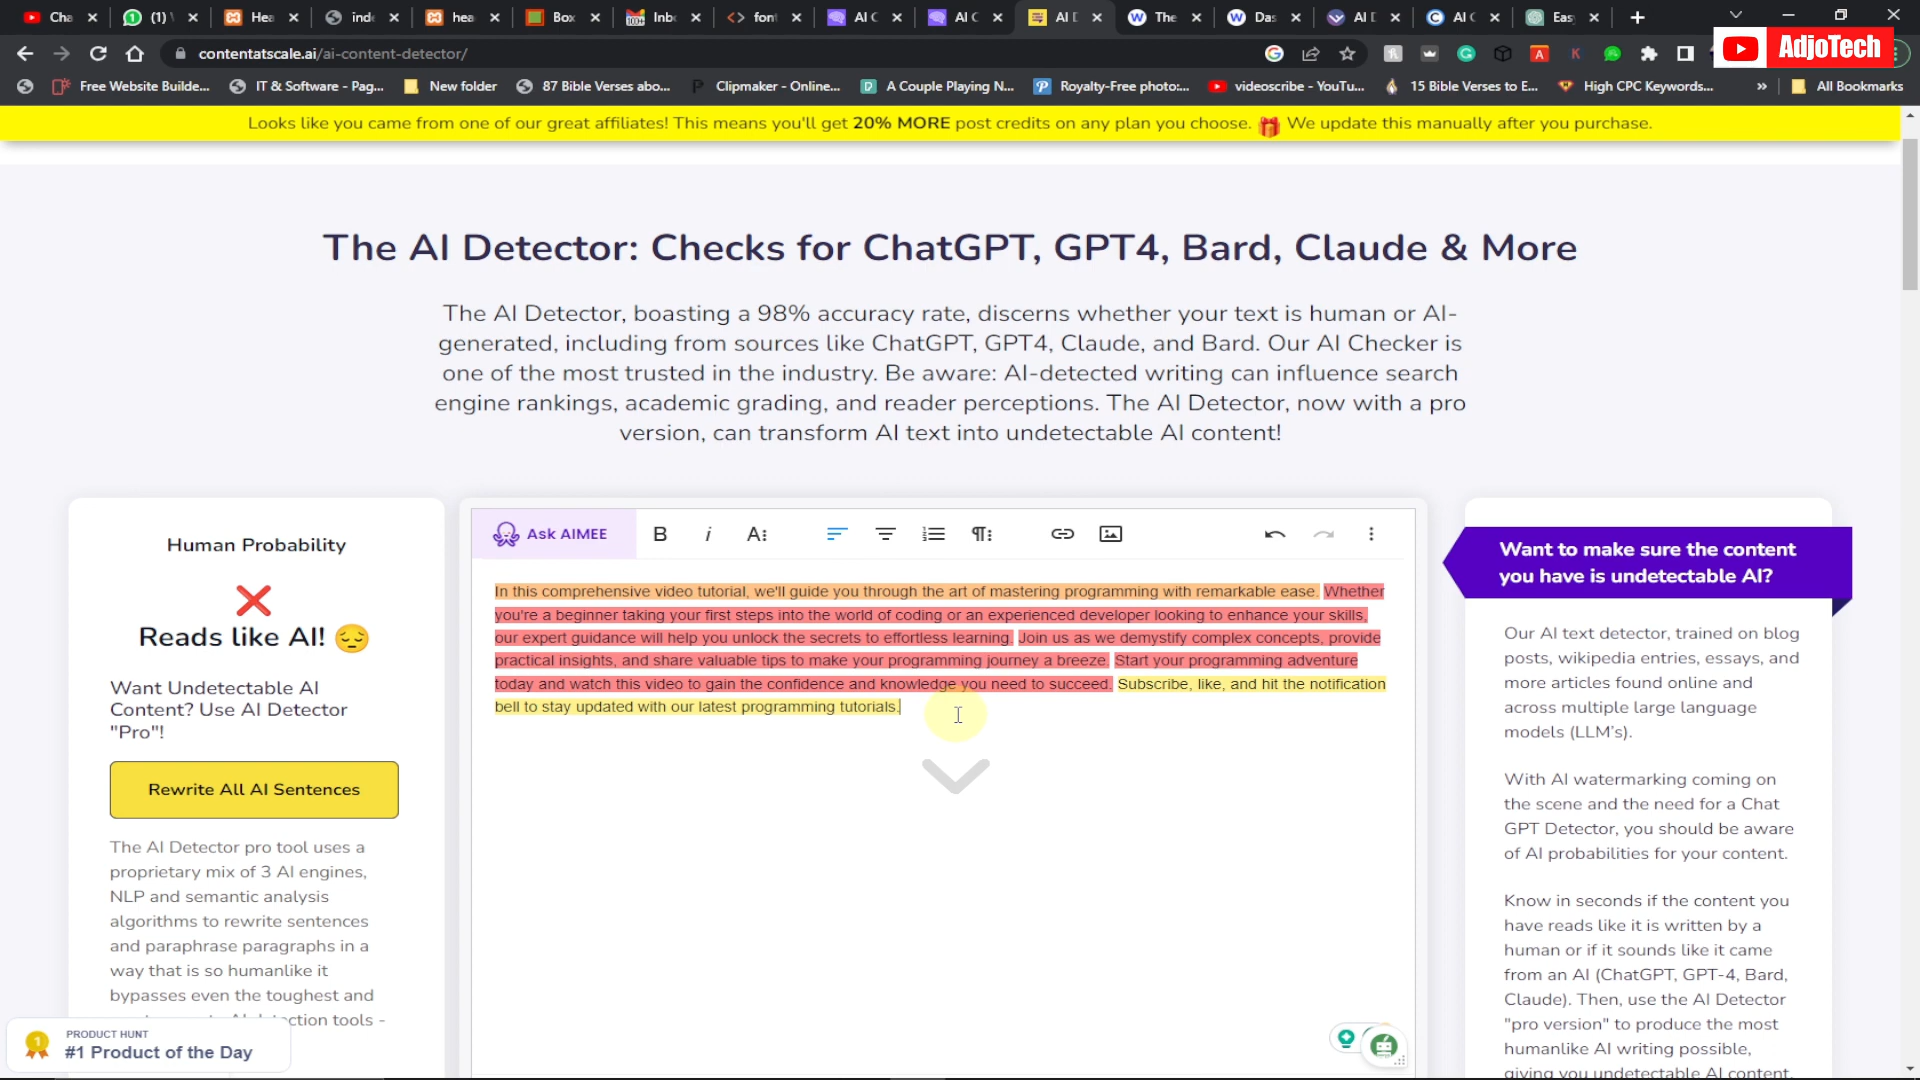 Cha
(1)
Hea
ind
hea
Box
Inb
fon
AI C
AI C
AI D
The
Das
AI D
AI C
Eas
contentatscale.ai/ai-content-detector/
AdjoTech
Free Website Builde...
IT & Software - Pag...
New folder
87 Bible Verses abo...
Clipmaker - Online...
A Couple Playing N...
Royalty-Free photo:...
videoscribe - YouTu...
15 Bible Verses to E...
High CPC Keywords...
»
All Bookmarks
Looks like you came from one of our great affiliates! This means you'll get 20% MORE post credits on any plan you choose. 🎁 We update this manually after you purchase.
The AI Detector: Checks for ChatGPT, GPT4, Bard, Claude & More
The AI Detector, boasting a 98% accuracy rate, discerns whether your text is human or AI-
generated, including from sources like ChatGPT, GPT4, Claude, and Bard. Our AI Checker is
one of the most trusted in the industry. Be aware: AI-detected writing can influence search
engine rankings, academic grading, and reader perceptions. The AI Detector, now with a pro
version, can transform AI text into undetectable AI content!
Human Probability
Reads like AI! 😔
Want Undetectable AI
Content? Use AI Detector
"Pro"!
Rewrite All AI Sentences
The AI Detector pro tool uses a
proprietary mix of 3 AI engines,
NLP and semantic analysis
algorithms to rewrite sentences
and paraphrase paragraphs in a
way that is so humanlike it
bypasses even the toughest and
PRODUCT HUNT
#1 Product of the Day
Ask AIMEE
In this comprehensive video tutorial, we'll guide you through the art of mastering programming with remarkable ease. Whether
you're a beginner taking your first steps into the world of coding or an experienced developer looking to enhance your skills,
our expert guidance will help you unlock the secrets to effortless learning. Join us as we demystify complex concepts, provide
practical insights, and share valuable tips to make your programming journey a breeze. Start your programming adventure
today and watch this video to gain the confidence and knowledge you need to succeed. Subscribe, like, and hit the notification
bell to stay updated with our latest programming tutorials.
Want to make sure the content
you have is undetectable AI?
Our AI text detector, trained on blog
posts, wikipedia entries, essays, and
more articles found online and
across multiple large language
models (LLM's).
With AI watermarking coming on
the scene and the need for a Chat
GPT Detector, you should be aware
of AI probabilities for your content.
Know in seconds if the content you
have reads like it is written by a
human or if it sounds like it came
from an AI (ChatGPT, GPT-4, Bard,
Claude). Then, use the AI Detector
"pro version" to produce the most
humanlike AI writing possible,
giving you undetectable AI content.